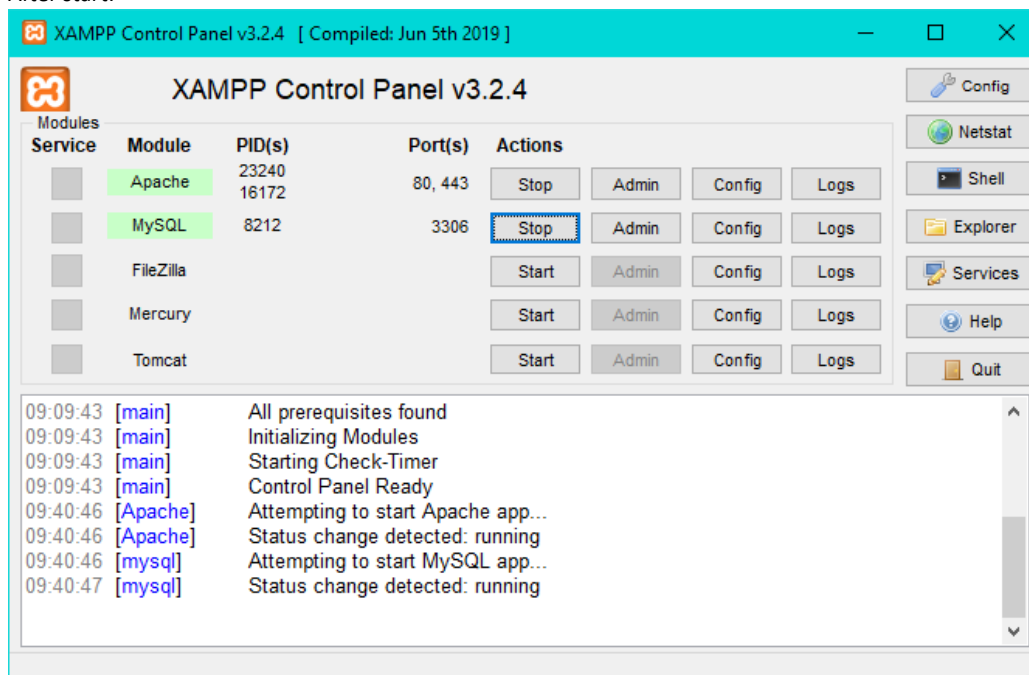 XAMPP Control Panel v3.2.4 [ Compiled: Jun 5th 2019 ]
XAMPP Control Panel v3.2.4
Config
Modules
Service Module PID(s) Port(s) Actions
Netstat
Apache 23240 16172 80, 443 Stop Admin Config Logs
Shell
MySQL 8212 3306 Stop Admin Config Logs
Explorer
FileZilla Start Admin Config Logs
Services
Mercury Start Admin Config Logs
Help
Tomcat Start Admin Config Logs
Quit
09:09:43 [main] All prerequisites found
09:09:43 [main] Initializing Modules
09:09:43 [main] Starting Check-Timer
09:09:43 [main] Control Panel Ready
09:40:46 [Apache] Attempting to start Apache app...
09:40:46 [Apache] Status change detected: running
09:40:46 [mysql] Attempting to start MySQL app...
09:40:47 [mysql] Status change detected: running